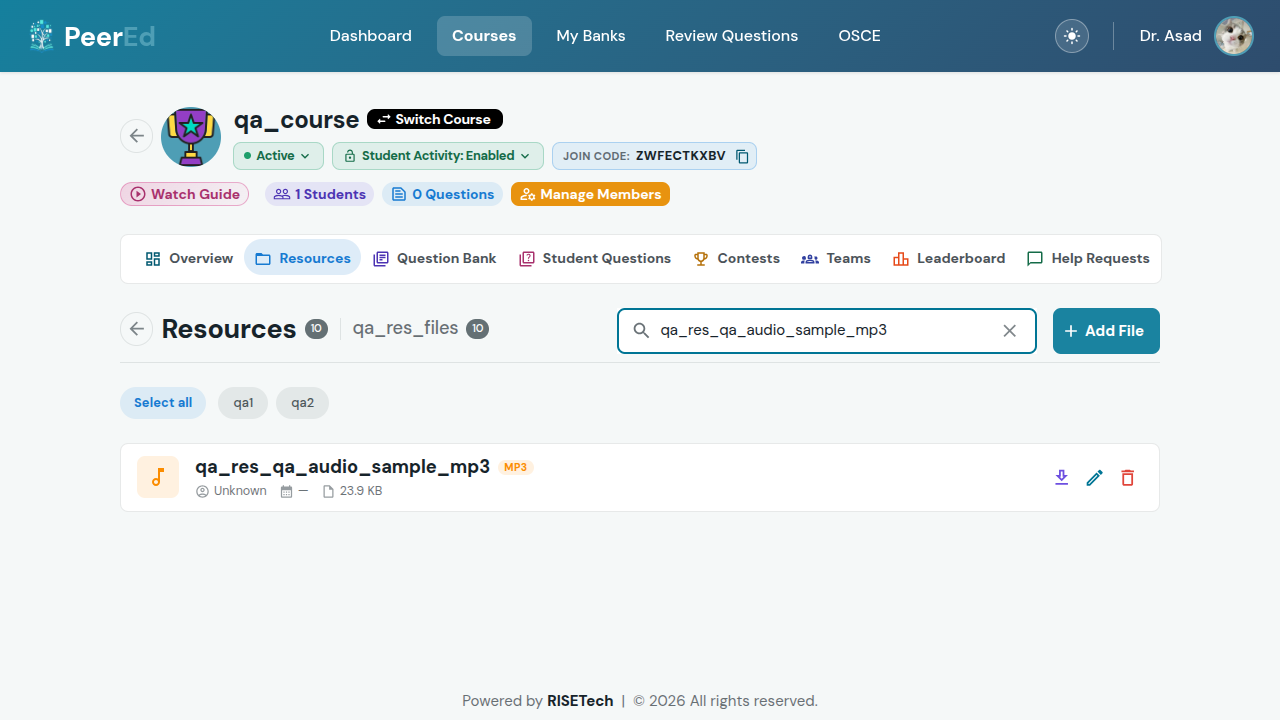 PeerEd
Dashboard Courses My Banks Review Questions OSCE Dr. Asad
qa_course Switch Course
Active Student Activity: Enabled JOIN CODE: ZWFECTKXBV
Watch Guide 1 Students 0 Questions Manage Members
Overview Resources Question Bank Student Questions Contests Teams Leaderboard Help Requests
Resources 10 qa_res_files 10 qa_res_qa_audio_sample_mp3 Add File
Select all qa1 qa2
qa_res_qa_audio_sample_mp3 MP3
Unknown — 23.9 KB
Powered by RISETech | © 2026 All rights reserved.